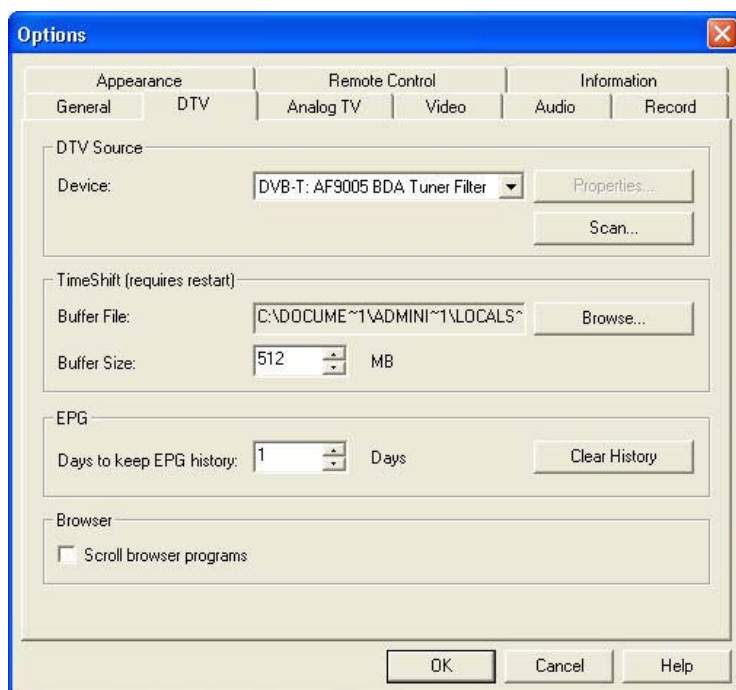 Options
Appearance Remote Control Information
General DTV Analog TV Video Audio Record
DTV Source
Device: DVB-T: AF9005 BDA Tuner Filter Properties...
Scan...
TimeShift (requires restart)
Buffer File: C:\DOCUME~1\ADMINI~1\LOCALS~ Browse...
Buffer Size: 512 MB
EPG
Days to keep EPG history: 1 Days Clear History
Browser
Scroll browser programs
OK Cancel Help